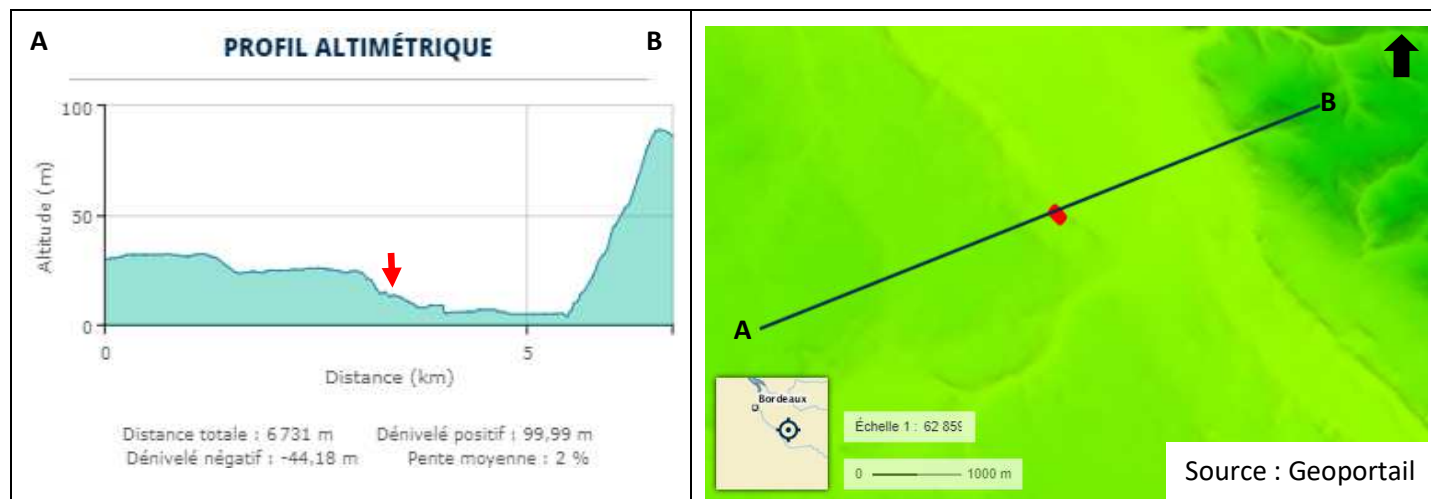 A PROFIL ALTIMÉTRIQUE B
100
50
0
Altitude (m)
0 5
Distance (km)
Distance totale : 6 731 m Dénivelé positif : 99,99 m
Dénivelé négatif : -44,18 m Pente moyenne : 2 %
B
A
Bordeaux
Échelle 1 : 62 859
0 1000 m
Source : Geoportail